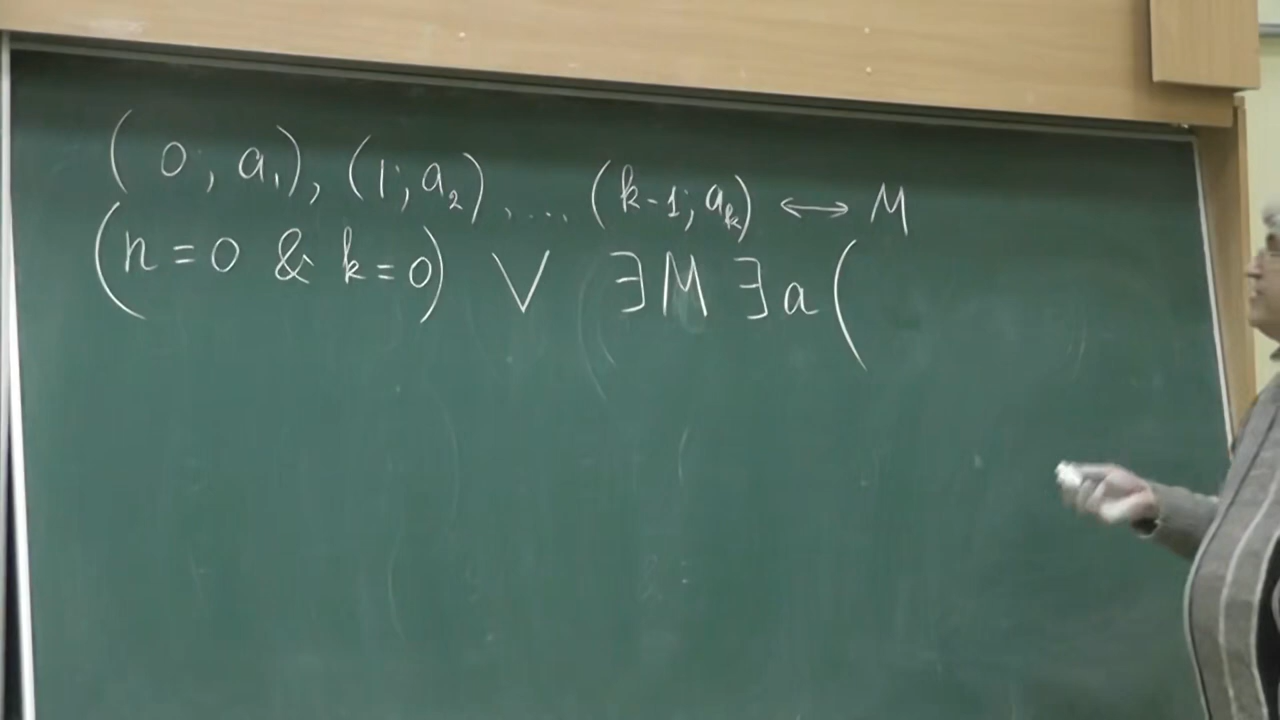 (0; a₁), (1; a₂), ... (k-1; aₖ) ↔ M
(n = 0 & k = 0) ∨ ∃M ∃a (